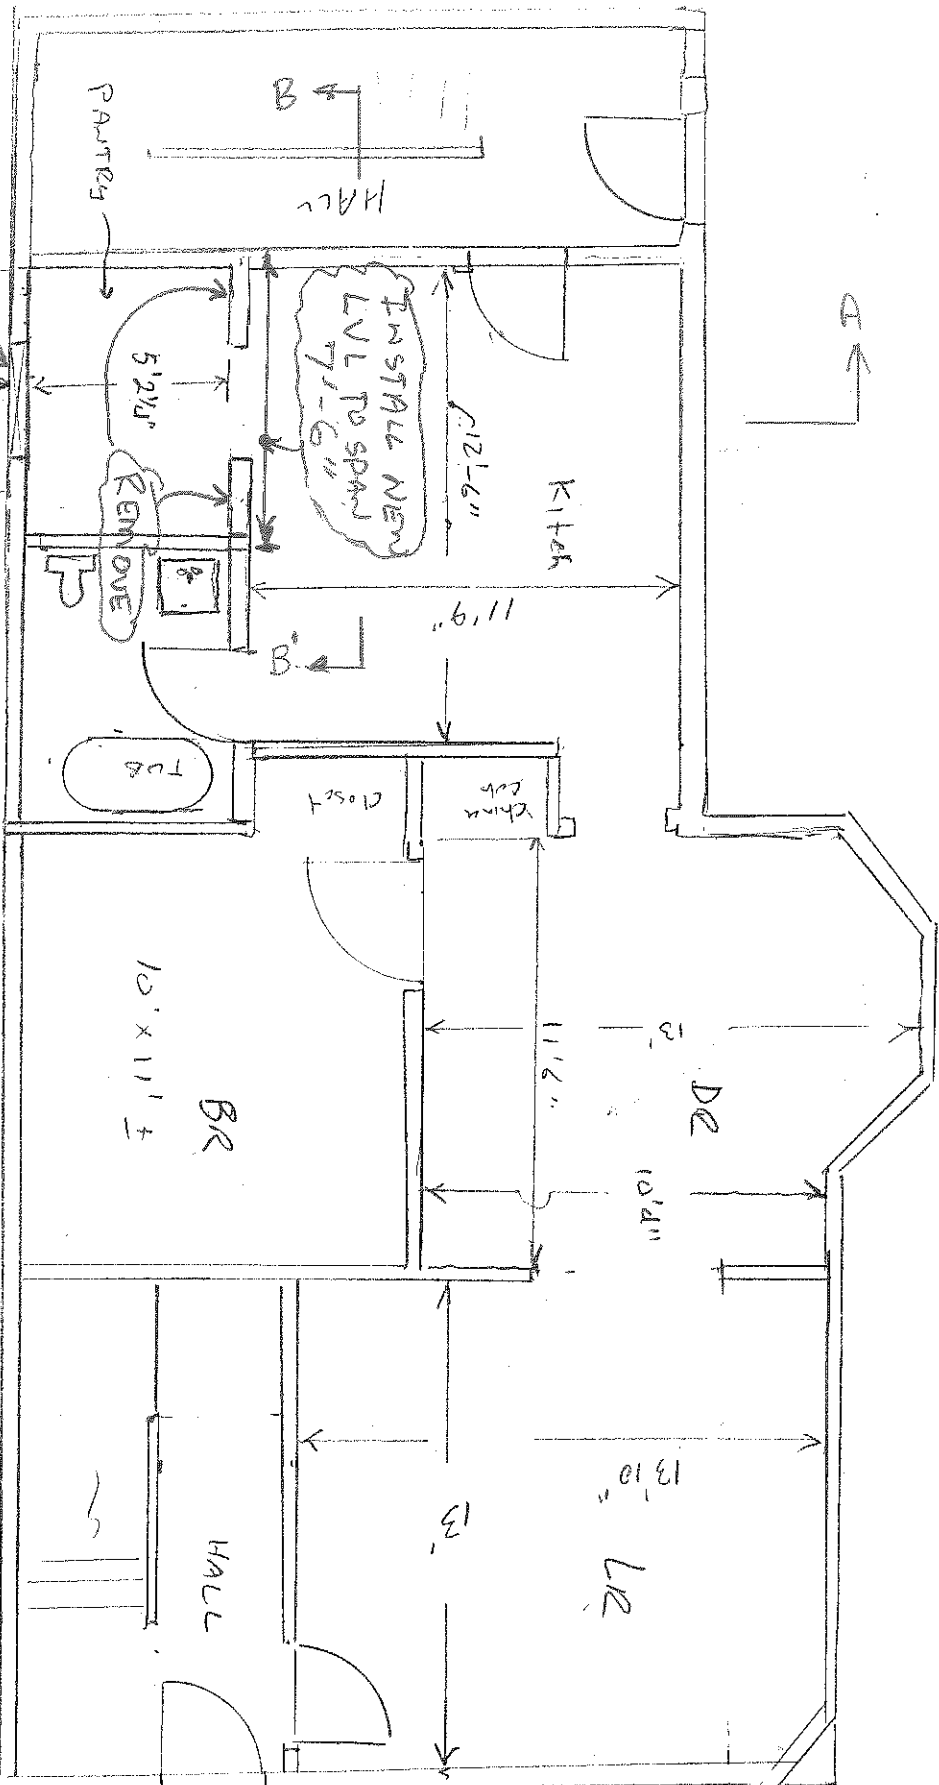 HALL
B
PANTRY
INSTALL NEW
LVL TO SPAN
7'-6"
12'-6"
Kitch
5'2½"
REMOVE
11'9"
B'
TUB
Closet
China
Cab
BR
10' x 11' ±
13'
DR
11'6"
10'4"
13'10"
LR
13'
HALL